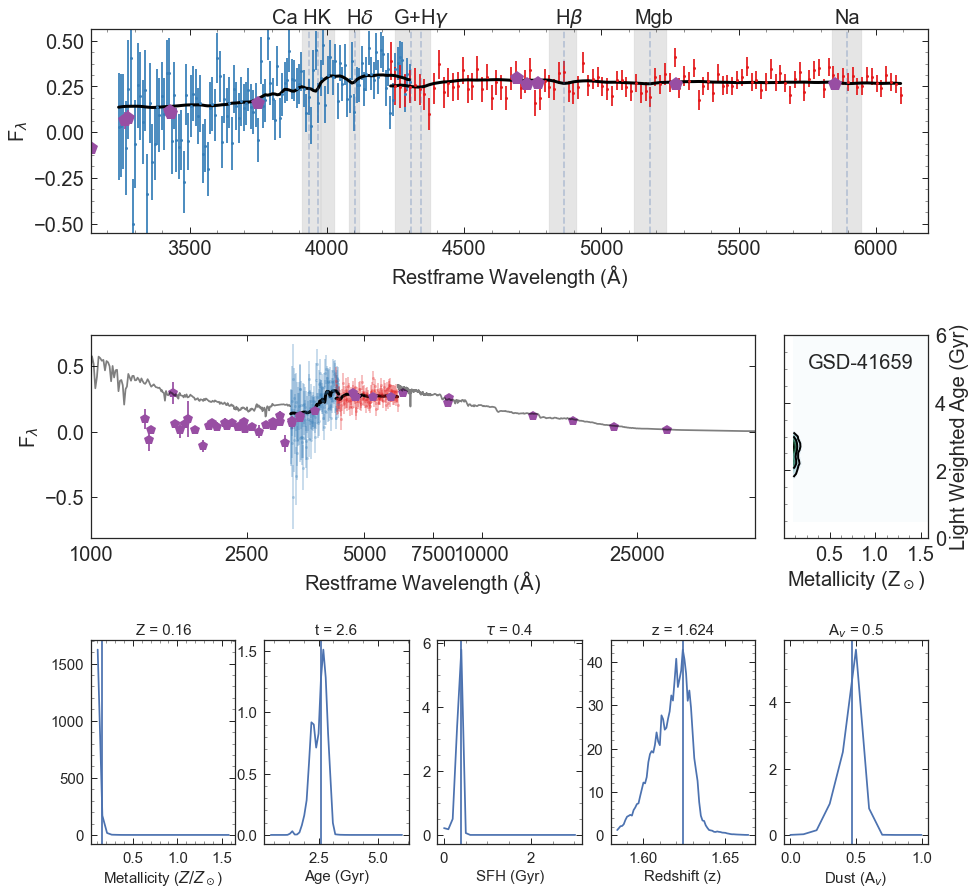 Ca HK Hδ G+Hγ Hβ Mgb Na
0.50
0.25
0.00
−0.25
−0.50
F_λ
3500 4000 4500 5000 5500 6000
Restframe Wavelength (Å)
0.5
0.0
−0.5
F_λ
1000 2500 5000 7500 10000 25000
Restframe Wavelength (Å)
GSD-41659
6
4
2
0
Light Weighted Age (Gyr)
0.5 1.0 1.5
Metallicity (Z_⊙)
Z = 0.16
1500
1000
500
0
0.5 1.0 1.5
Metallicity (Z/Z_⊙)
t = 2.6
1.5
1.0
0.5
0.0
2.5 5.0
Age (Gyr)
τ = 0.4
6
4
2
0
0 2
SFH (Gyr)
z = 1.624
40
30
20
10
0
1.60 1.65
Redshift (z)
A_v = 0.5
4
2
0
0.0 0.5 1.0
Dust (A_v)